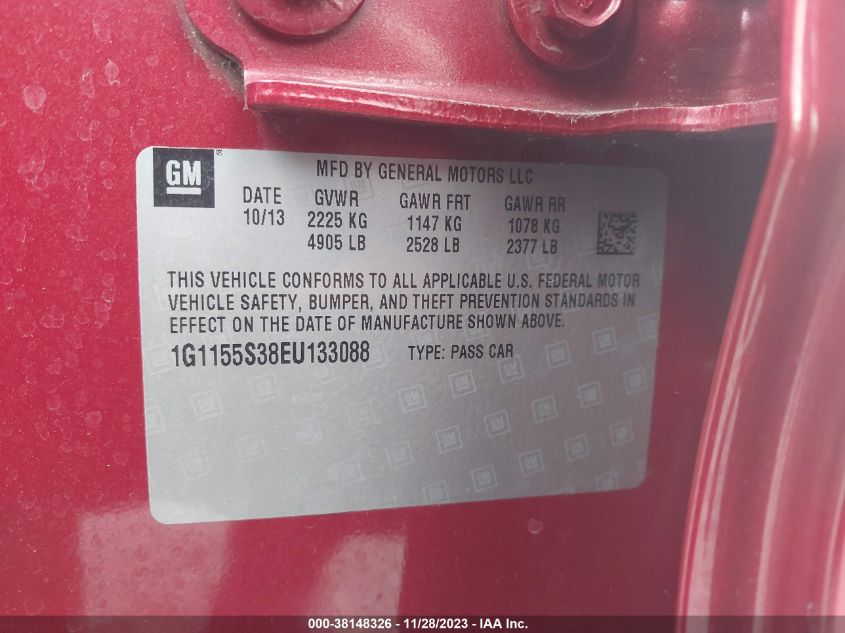 GM
MFD BY GENERAL MOTORS LLC
DATE GVWR GAWR FRT GAWR RR
10/13 2225 KG 1147 KG 1078 KG
4905 LB 2528 LB 2377 LB
THIS VEHICLE CONFORMS TO ALL APPLICABLE U.S. FEDERAL MOTOR
VEHICLE SAFETY, BUMPER, AND THEFT PREVENTION STANDARDS IN
EFFECT ON THE DATE OF MANUFACTURE SHOWN ABOVE.
1G1155S38EU133088 TYPE: PASS CAR
000-38148326 - 11/28/2023 - IAA Inc.